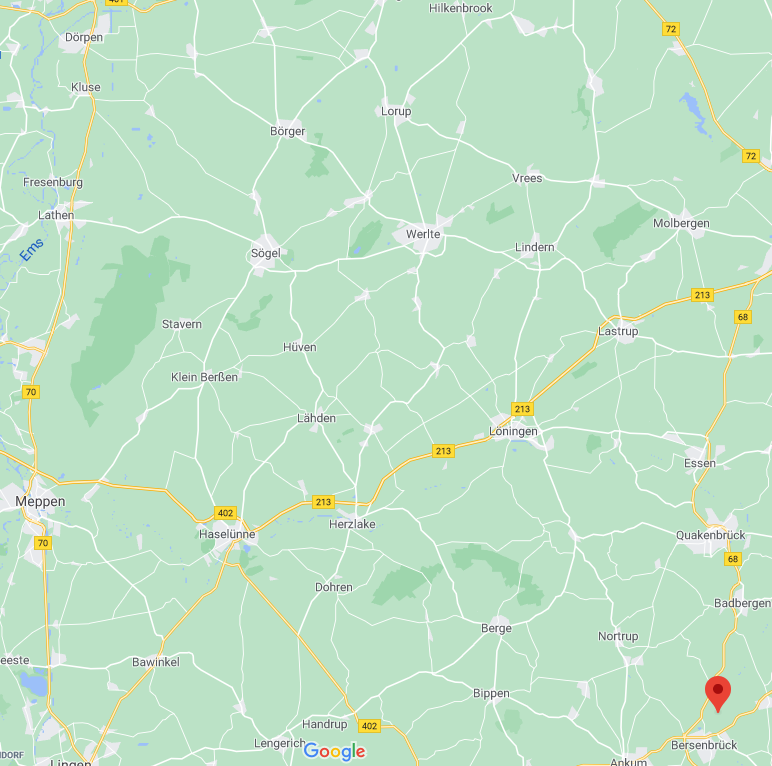 401
Hilkenbrook
72
Dörpen
Kluse
Lorup
Börger
72
Fresenburg
Vrees
Lathen
Molbergen
Werlte
Ems
Sögel
Lindern
213
68
Stavern
Lastrup
Hüven
Klein Berßen
70
213
Lähden
Löningen
213
Essen
Meppen
213
402
Herzlake
Haselünne
Quakenbrück
70
68
Dohren
Badbergen
Berge
Nortrup
eeste
Bawinkel
Bippen
Handrup
402
Lengerich
Google
Bersenbrück
NDORF
Lingen
Ankum